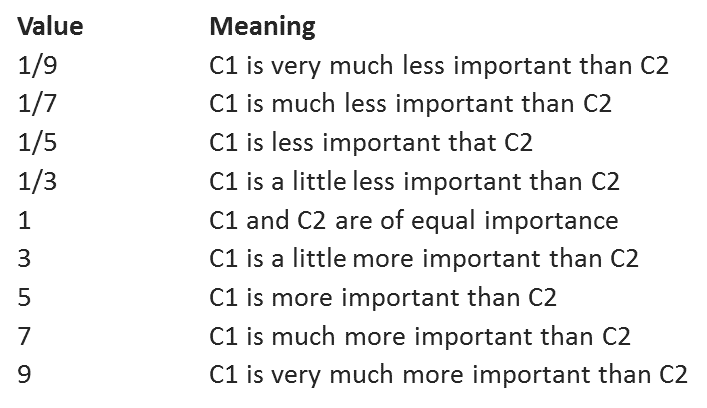 Value Meaning
1/9 C1 is very much less important than C2
1/7 C1 is much less important than C2
1/5 C1 is less important that C2
1/3 C1 is a little less important than C2
1 C1 and C2 are of equal importance
3 C1 is a little more important than C2
5 C1 is more important than C2
7 C1 is much more important than C2
9 C1 is very much more important than C2